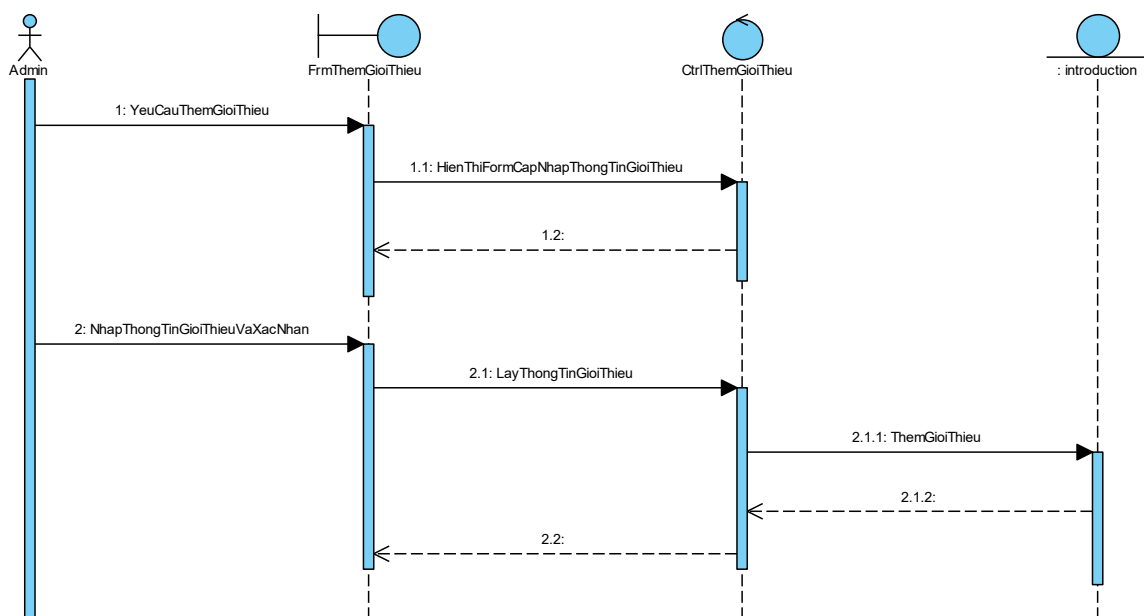 Admin
FrmThemGioiThieu
CtrlThemGioiThieu
: introduction
1: YeuCauThemGioiThieu
1.1: HienThiFormCapNhapThongTinGioiThieu
1.2:
2: NhapThongTinGioiThieuVaXacNhan
2.1: LayThongTinGioiThieu
2.1.1: ThemGioiThieu
2.1.2:
2.2: